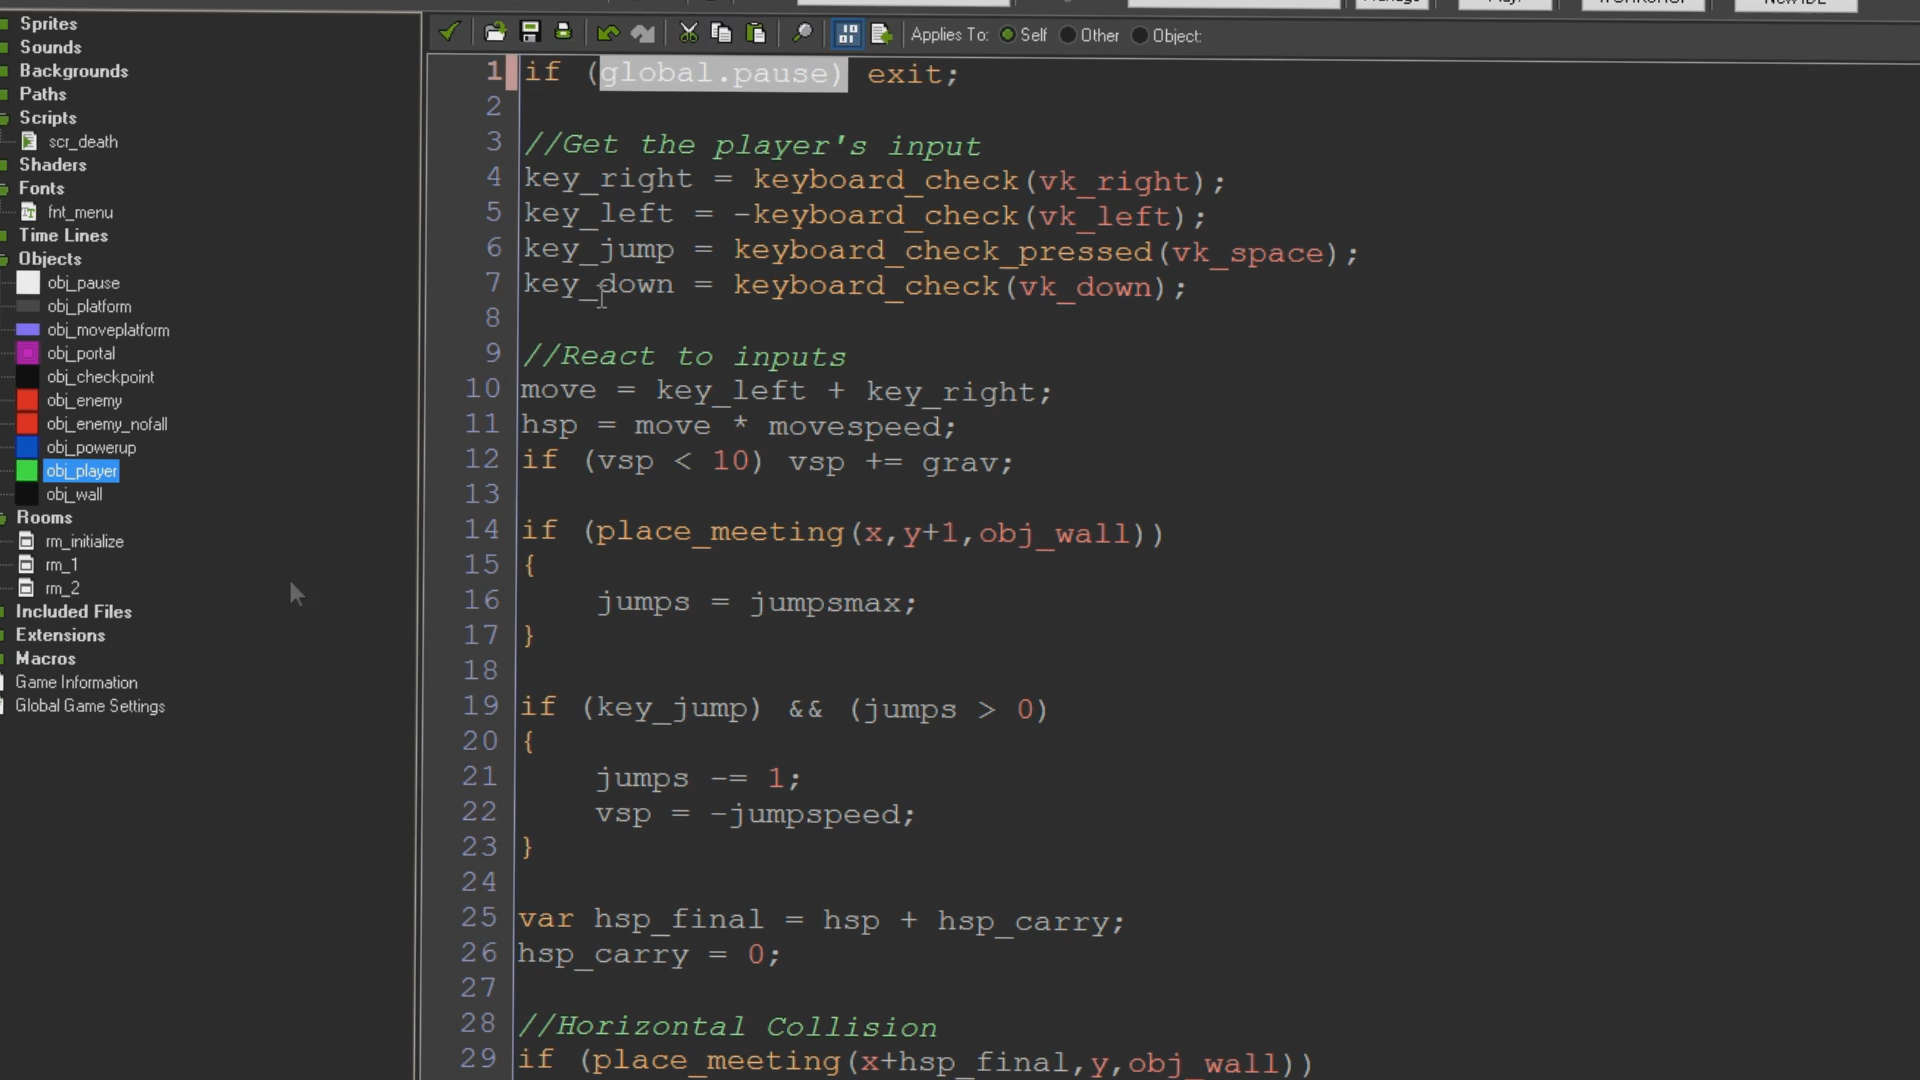 Applies To: Self Other Object:
Sprites
Sounds
Backgrounds
Paths
Scripts
scr_death
Shaders
Fonts
fnt_menu
Time Lines
Objects
obj_pause
obj_platform
obj_moveplatform
obj_portal
obj_checkpoint
obj_enemy
obj_enemy_nofall
obj_powerup
obj_player
obj_wall
Rooms
rm_initialize
rm_1
rm_2
Included Files
Extensions
Macros
Game Information
Global Game Settings
1 if (global.pause) exit;
2
3 //Get the player's input
4 key_right = keyboard_check(vk_right);
5 key_left = -keyboard_check(vk_left);
6 key_jump = keyboard_check_pressed(vk_space);
7 key_down = keyboard_check(vk_down);
8
9 //React to inputs
10 move = key_left + key_right;
11 hsp = move * movespeed;
12 if (vsp < 10) vsp += grav;
13
14 if (place_meeting(x,y+1,obj_wall))
15 {
16 jumps = jumpsmax;
17 }
18
19 if (key_jump) && (jumps > 0)
20 {
21 jumps -= 1;
22 vsp = -jumpspeed;
23 }
24
25 var hsp_final = hsp + hsp_carry;
26 hsp_carry = 0;
27
28 //Horizontal Collision
29 if (place_meeting(x+hsp_final,y,obj_wall))